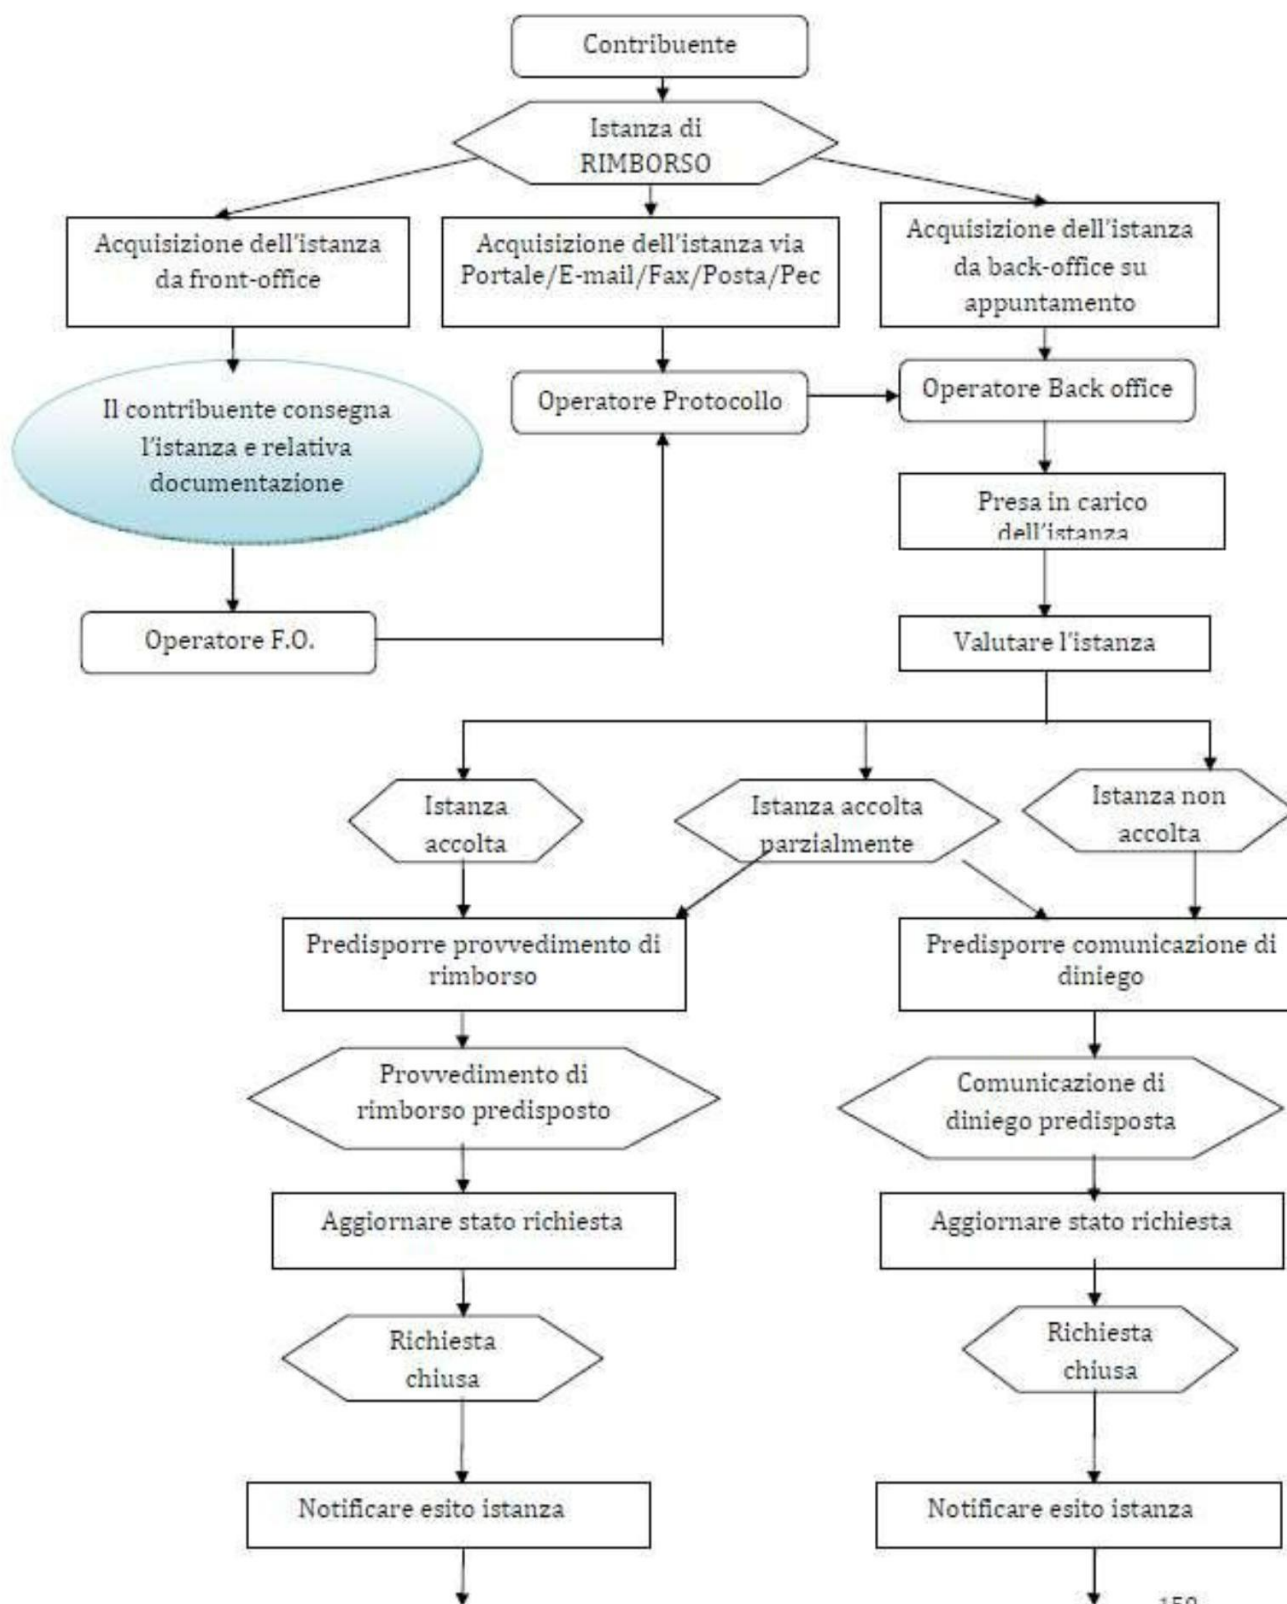 Contribuente
Istanza di
RIMBORSO
Acquisizione dell'istanza
da front-office
Acquisizione dell'istanza via
Portale/E-mail/Fax/Posta/Pec
Acquisizione dell'istanza
da back-office su
appuntamento
Il contribuente consegna
l'istanza e relativa
documentazione
Operatore Protocollo
Operatore Back office
Presa in carico
dell'istanza
Operatore F.O.
Valutare l'istanza
Istanza
accolta
Istanza accolta
parzialmente
Istanza non
accolta
Predisporre provvedimento di
rimborso
Predisporre comunicazione di
diniego
Provvedimento di
rimborso predisposto
Comunicazione di
diniego predisposta
Aggiornare stato richiesta
Aggiornare stato richiesta
Richiesta
chiusa
Richiesta
chiusa
Notificare esito istanza
Notificare esito istanza